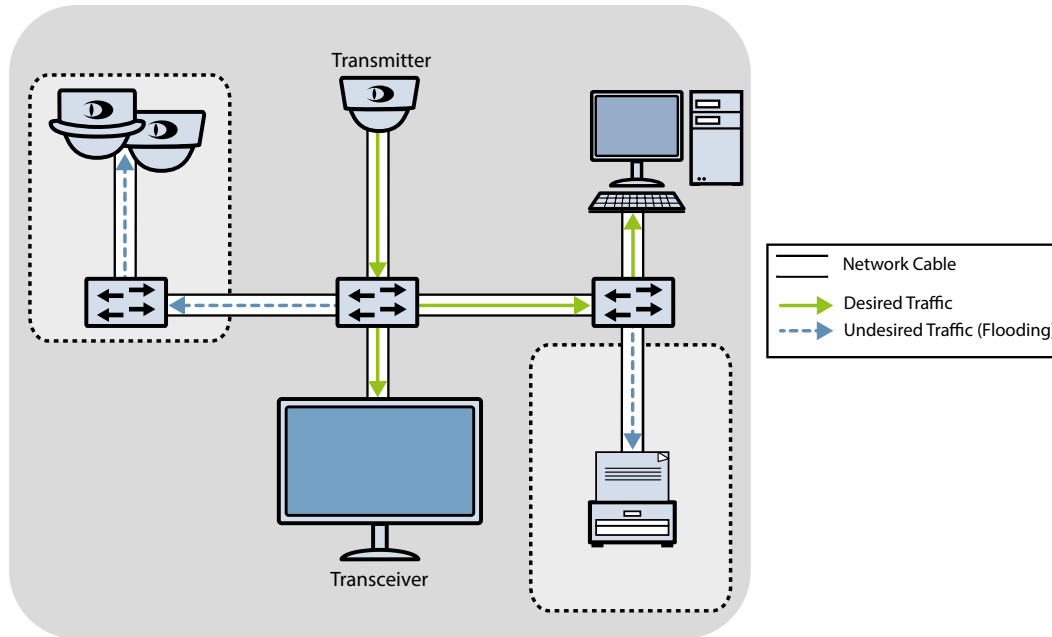 Transmitter
Transceiver
Network Cable
Desired Traffic
Undesired Traffic (Flooding)